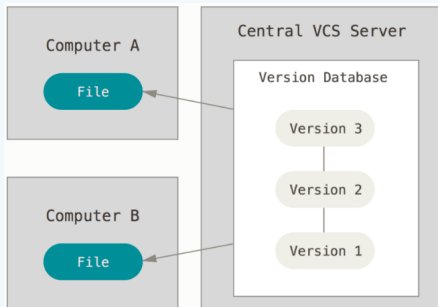 Computer A
File
Computer B
File
Central VCS Server
Version Database
Version 3
Version 2
Version 1